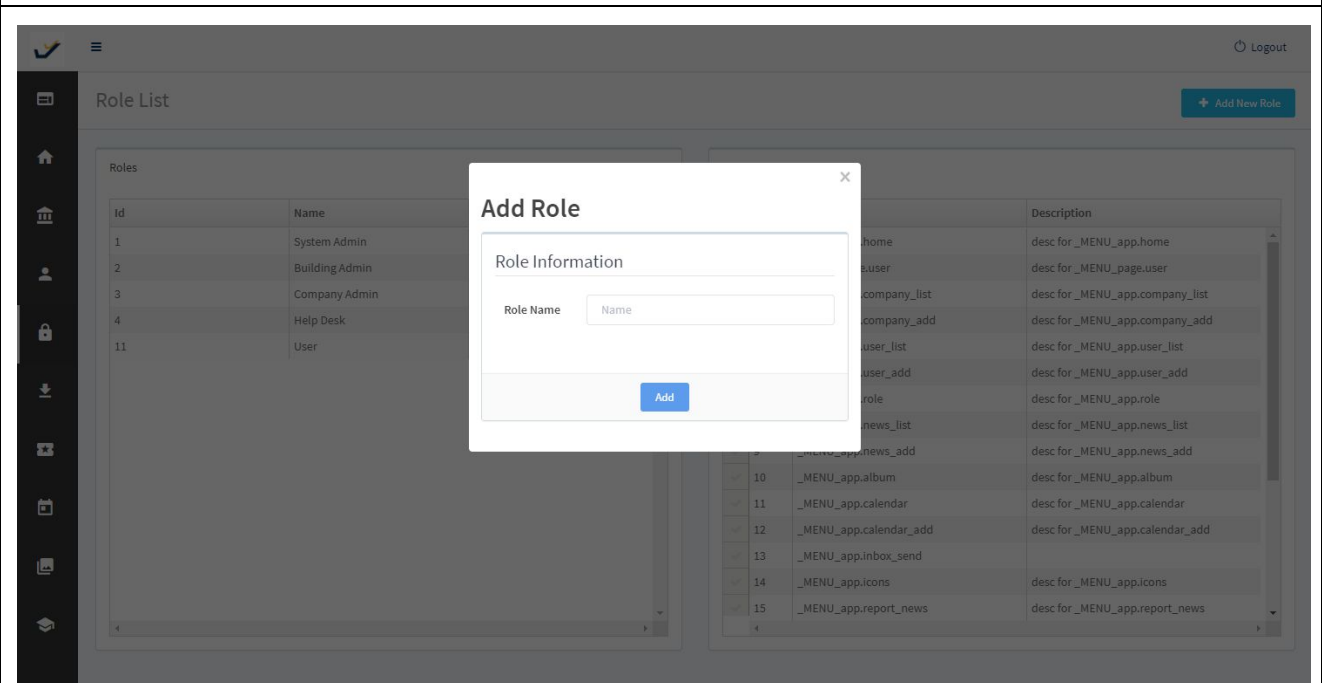 Logout
Role List
+ Add New Role
Roles
Id Name
1 System Admin
2 Building Admin
3 Company Admin
4 Help Desk
11 User
×
Add Role
Role Information
Role Name Name
Add
Description
.home desc for _MENU_app.home
.user desc for _MENU_page.user
.company_list desc for _MENU_app.company_list
.company_add desc for _MENU_app.company_add
.user_list desc for _MENU_app.user_list
.user_add desc for _MENU_app.user_add
.role desc for _MENU_app.role
.news_list desc for _MENU_app.news_list
9 _MENU_app.news_add desc for _MENU_app.news_add
10 _MENU_app.album desc for _MENU_app.album
11 _MENU_app.calendar desc for _MENU_app.calendar
12 _MENU_app.calendar_add desc for _MENU_app.calendar_add
13 _MENU_app.inbox_send
14 _MENU_app.icons desc for _MENU_app.icons
15 _MENU_app.report_news desc for _MENU_app.report_news